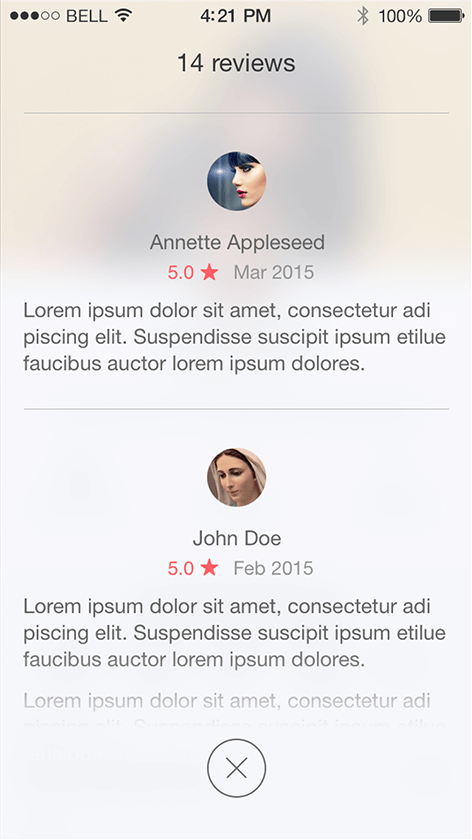 BELL 4:21 PM 100%
14 reviews
Annette Appleseed
5.0 ★ Mar 2015
Lorem ipsum dolor sit amet, consectetur adi
piscing elit. Suspendisse suscipit ipsum etilue
faucibus auctor lorem ipsum dolores.
John Doe
5.0 ★ Feb 2015
Lorem ipsum dolor sit amet, consectetur adi
piscing elit. Suspendisse suscipit ipsum etilue
faucibus auctor lorem ipsum dolores.
Lorem ipsum dolor sit amet, consectetur adi